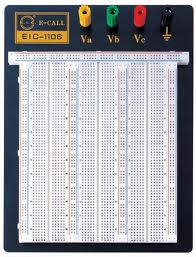 E-CALL
EIC-1106
Va Vb Vc